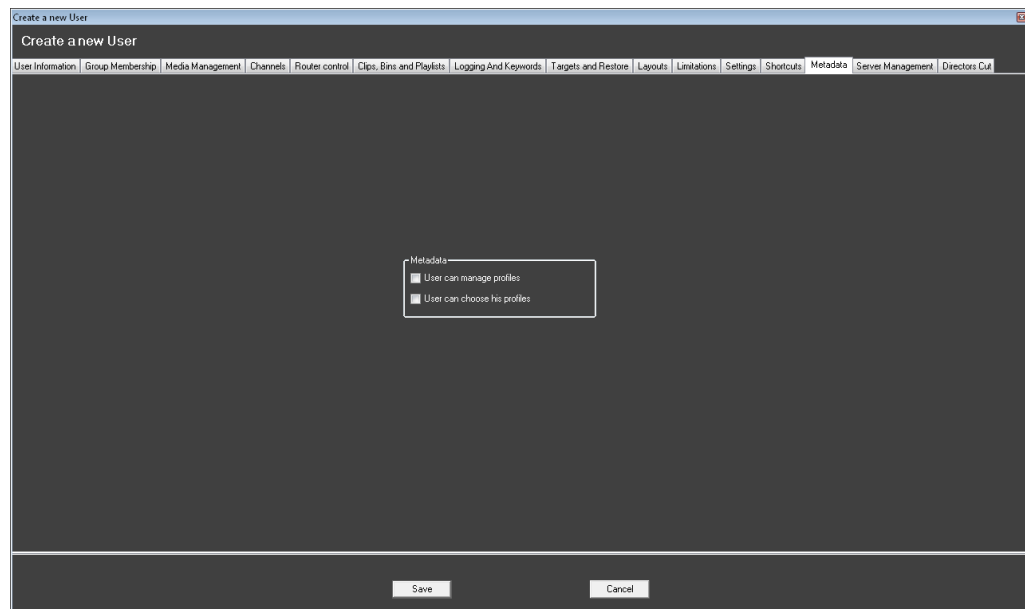 Create a new User
Create a new User
User Information Group Membership Media Management Channels Router control Clips, Bins and Playlists Logging And Keywords Targets and Restore Layouts Limitations Settings Shortcuts Metadata Server Management Directors Cut
Metadata
User can manage profiles
User can choose his profiles
Save Cancel